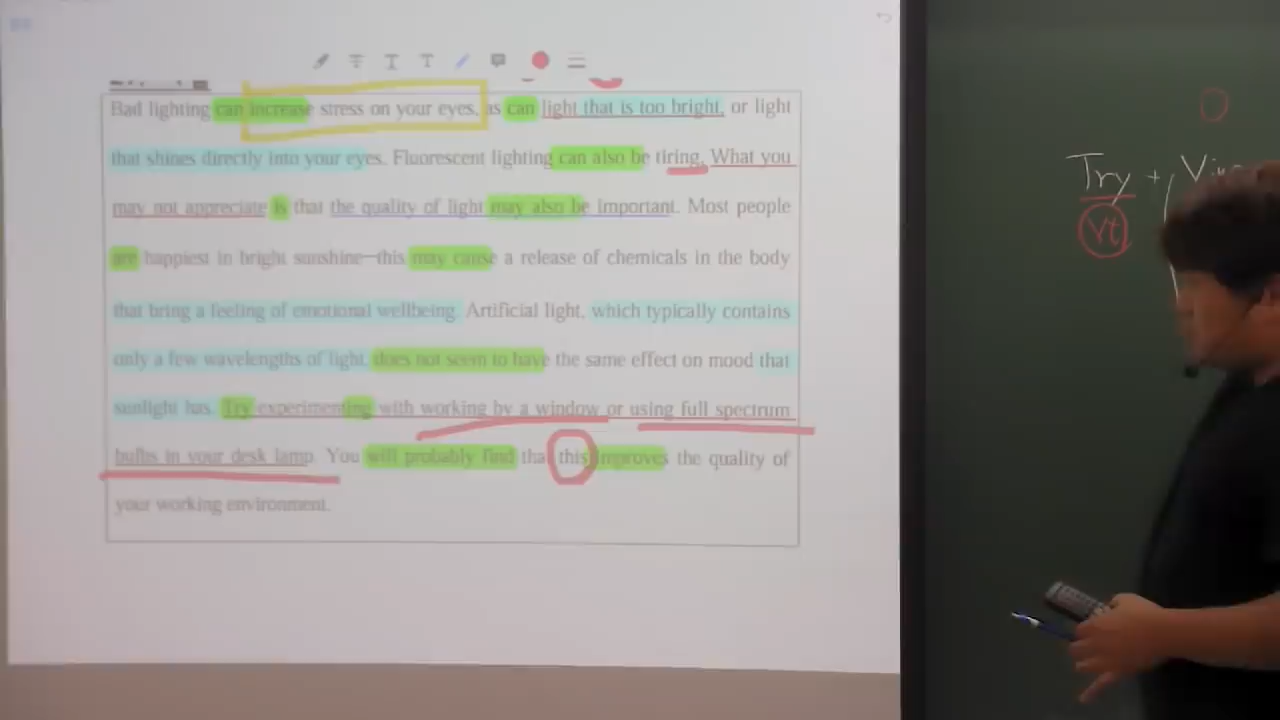 Bad lighting can increase stress on your eyes, as can light that is too bright, or light
that shines directly into your eyes. Fluorescent lighting can also be tiring. What you
may not appreciate is that the quality of light may also be important. Most people
are happiest in bright sunshine—this may cause a release of chemicals in the body
that bring a feeling of emotional wellbeing. Artificial light, which typically contains
only a few wavelengths of light, does not seem to have the same effect on mood that
sunlight has. Try experimenting with working by a window or using full spectrum
bulbs in your desk lamp. You will probably find that this improves the quality of
your working environment.
O
Try +
Vt